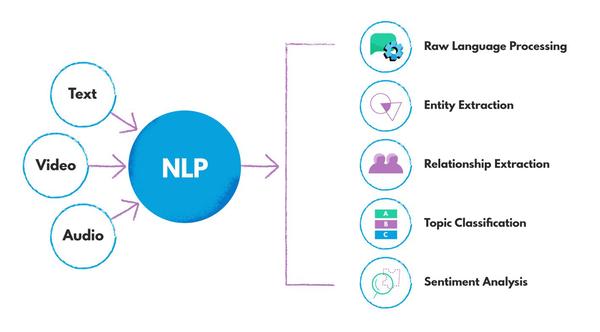 Text
Video
Audio
NLP
Raw Language Processing
Entity Extraction
Relationship Extraction
A
B
C
Topic Classification
Sentiment Analysis